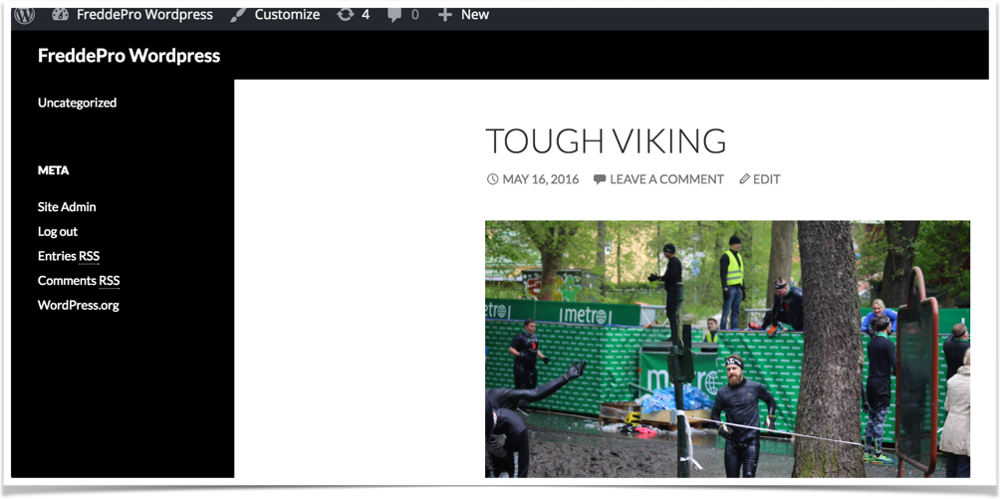 FreddePro Wordpress Customize 4 0 New
FreddePro Wordpress
Uncategorized
META
Site Admin
Log out
Entries RSS
Comments RSS
WordPress.org
TOUGH VIKING
MAY 16, 2016 LEAVE A COMMENT EDIT
metro
metro